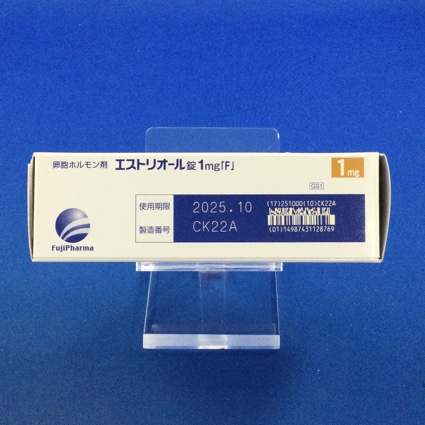 卵胞ホルモン剤 エストリオール錠1mg「F」
1mg
GS1
使用期限 2025.10
製造番号 CK22A
(17)251000(10)CK22A
(01)14987431128769
FujiPharma